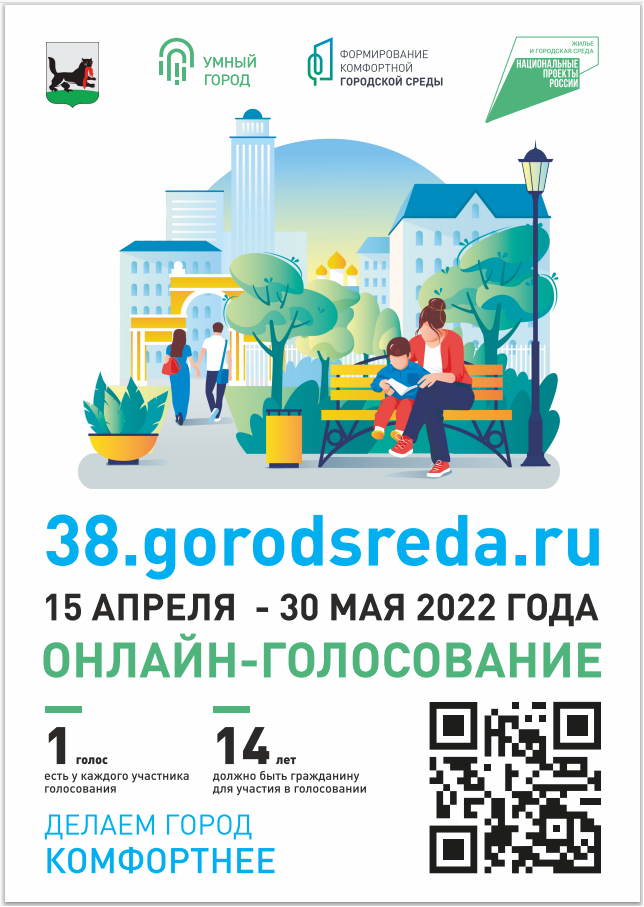 УМНЫЙ
ГОРОД
ФОРМИРОВАНИЕ
КОМФОРТНОЙ
ГОРОДСКОЙ СРЕДЫ
ЖИЛЬЕ
И ГОРОДСКАЯ СРЕДА
НАЦИОНАЛЬНЫЕ
ПРОЕКТЫ
РОССИИ
38.gorodsreda.ru
15 АПРЕЛЯ - 30 МАЯ 2022 ГОДА
ОНЛАЙН-ГОЛОСОВАНИЕ
1 голос
есть у каждого участника
голосования
14 лет
должно быть гражданину
для участия в голосовании
ДЕЛАЕМ ГОРОД
КОМФОРТНЕЕ